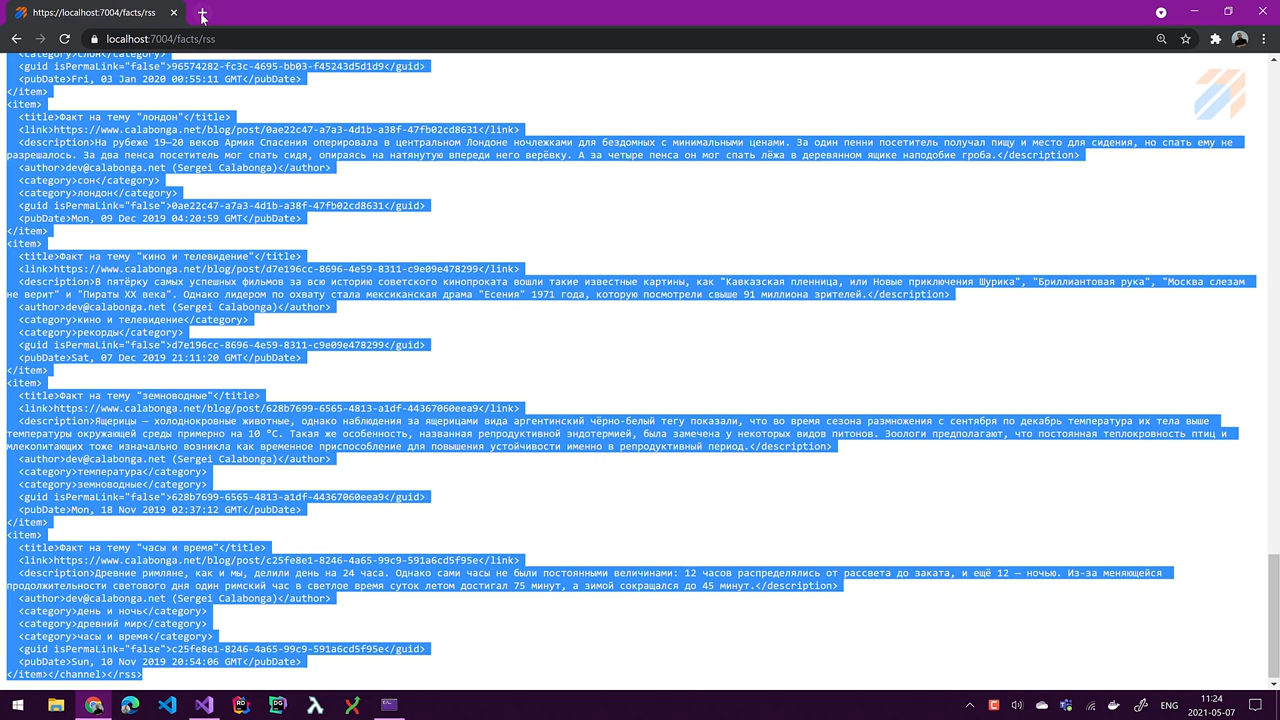 https://localhost:7004/facts/rss
localhost:7004/facts/rss
<category>слон</category>
<guid isPermaLink="false">96574282-fc3c-4695-bb03-f45243d5d1d9</guid>
<pubDate>Fri, 03 Jan 2020 00:55:11 GMT</pubDate>
</item>
<item>
<title>Факт на тему "лондон"</title>
<link>https://www.calabonga.net/blog/post/0ae22c47-a7a3-4d1b-a38f-47fb02cd8631</link>
<description>На рубеже 19–20 веков Армия Спасения оперировала в центральном Лондоне ночлежками для бездомных с минимальными ценами. За один пенни посетитель получал пищу и место для сидения, но спать ему не
разрешалось. За два пенса посетитель мог спать сидя, опираясь на натянутую впереди него верёвку. А за четыре пенса он мог спать лёжа в деревянном ящике наподобие гроба.</description>
<author>dev@calabonga.net (Sergei Calabonga)</author>
<category>сон</category>
<category>лондон</category>
<guid isPermaLink="false">0ae22c47-a7a3-4d1b-a38f-47fb02cd8631</guid>
<pubDate>Mon, 09 Dec 2019 04:20:59 GMT</pubDate>
</item>
<item>
<title>Факт на тему "кино и телевидение"</title>
<link>https://www.calabonga.net/blog/post/d7e196cc-8696-4e59-8311-c9e09e478299</link>
<description>В пятёрку самых успешных фильмов за всю историю советского кинопроката вошли такие известные картины, как "Кавказская пленница, или Новые приключения Шурика", "Бриллиантовая рука", "Москва слезам
не верит" и "Пираты XX века". Однако лидером по охвату стала мексиканская драма "Есения" 1971 года, которую посмотрели свыше 91 миллиона зрителей.</description>
<author>dev@calabonga.net (Sergei Calabonga)</author>
<category>кино и телевидение</category>
<category>рекорды</category>
<guid isPermaLink="false">d7e196cc-8696-4e59-8311-c9e09e478299</guid>
<pubDate>Sat, 07 Dec 2019 21:11:20 GMT</pubDate>
</item>
<item>
<title>Факт на тему "земноводные"</title>
<link>https://www.calabonga.net/blog/post/628b7699-6565-4813-a1df-44367060eea9</link>
<description>Ящерицы – холоднокровные животные, однако наблюдения за ящерицами вида аргентинский чёрно-белый тегу показали, что во время сезона размножения с сентября по декабрь температура их тела выше
температуры окружающей среды примерно на 10 °C. Такая же особенность, названная репродуктивной эндотермией, была замечена у некоторых видов питонов. Зоологи предполагают, что постоянная теплокровность птиц и
млекопитающих тоже изначально возникла как временное приспособление для повышения устойчивости именно в репродуктивный период.</description>
<author>dev@calabonga.net (Sergei Calabonga)</author>
<category>температура</category>
<category>земноводные</category>
<guid isPermaLink="false">628b7699-6565-4813-a1df-44367060eea9</guid>
<pubDate>Mon, 18 Nov 2019 02:37:12 GMT</pubDate>
</item>
<item>
<title>Факт на тему "часы и время"</title>
<link>https://www.calabonga.net/blog/post/c25fe8e1-8246-4a65-99c9-591a6cd5f95e</link>
<description>Древние римляне, как и мы, делили день на 24 часа. Однако сами часы не были постоянными величинами: 12 часов распределялись от рассвета до заката, и ещё 12 – ночью. Из-за меняющейся
продолжительности светового дня один римский час в светлое время суток летом достигал 75 минут, а зимой сокращался до 45 минут.</description>
<author>dev@calabonga.net (Sergei Calabonga)</author>
<category>день и ночь</category>
<category>древний мир</category>
<category>часы и время</category>
<guid isPermaLink="false">c25fe8e1-8246-4a65-99c9-591a6cd5f95e</guid>
<pubDate>Sun, 10 Nov 2019 20:54:06 GMT</pubDate>
</item></channel></rss>
RD
DG
ENG
11:24
2021-05-07